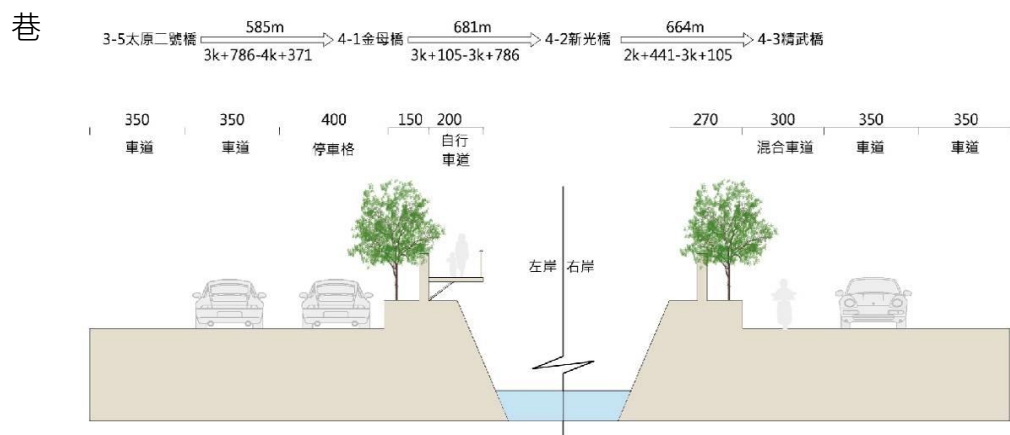 巷
585m 681m 664m
3-5太原二號橋 4-1金母橋 4-2新光橋 4-3精武橋
3k+786-4k+371 3k+105-3k+786 2k+441-3k+105
350 350 400 150 200 270 300 350 350
車道 車道 停車格 自行 混合車道 車道 車道
車道
左岸 右岸